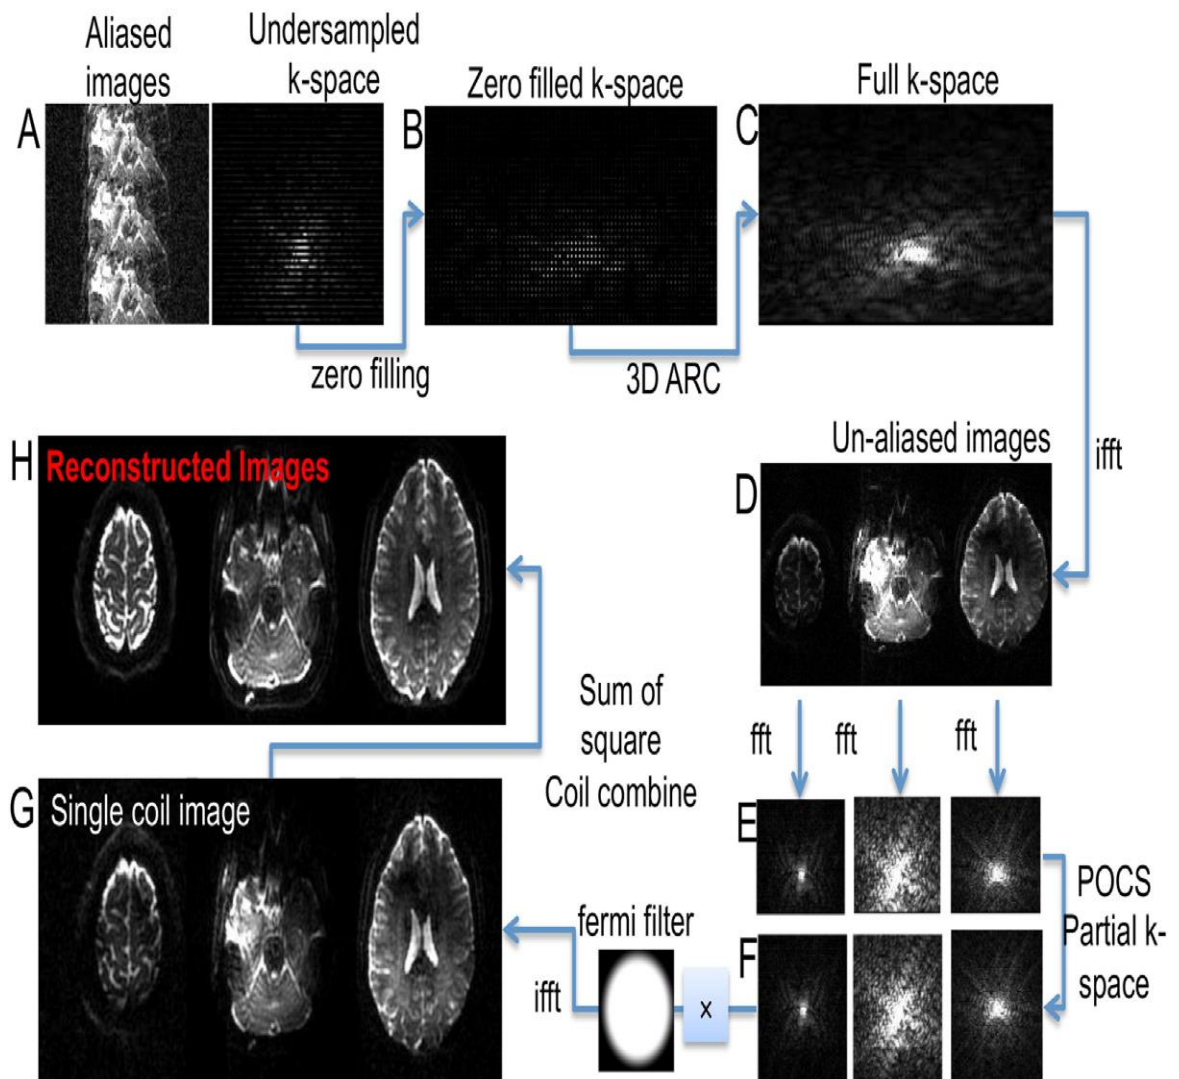 Aliased
images
Undersampled
k-space
Zero filled k-space
Full k-space
A
B
C
zero filling
3D ARC
ifft
Un-aliased images
D
H
Reconstructed Images
Sum of
square
Coil combine
fft
fft
fft
G
Single coil image
E
POCS
Partial k-
space
F
fermi filter
×
ifft